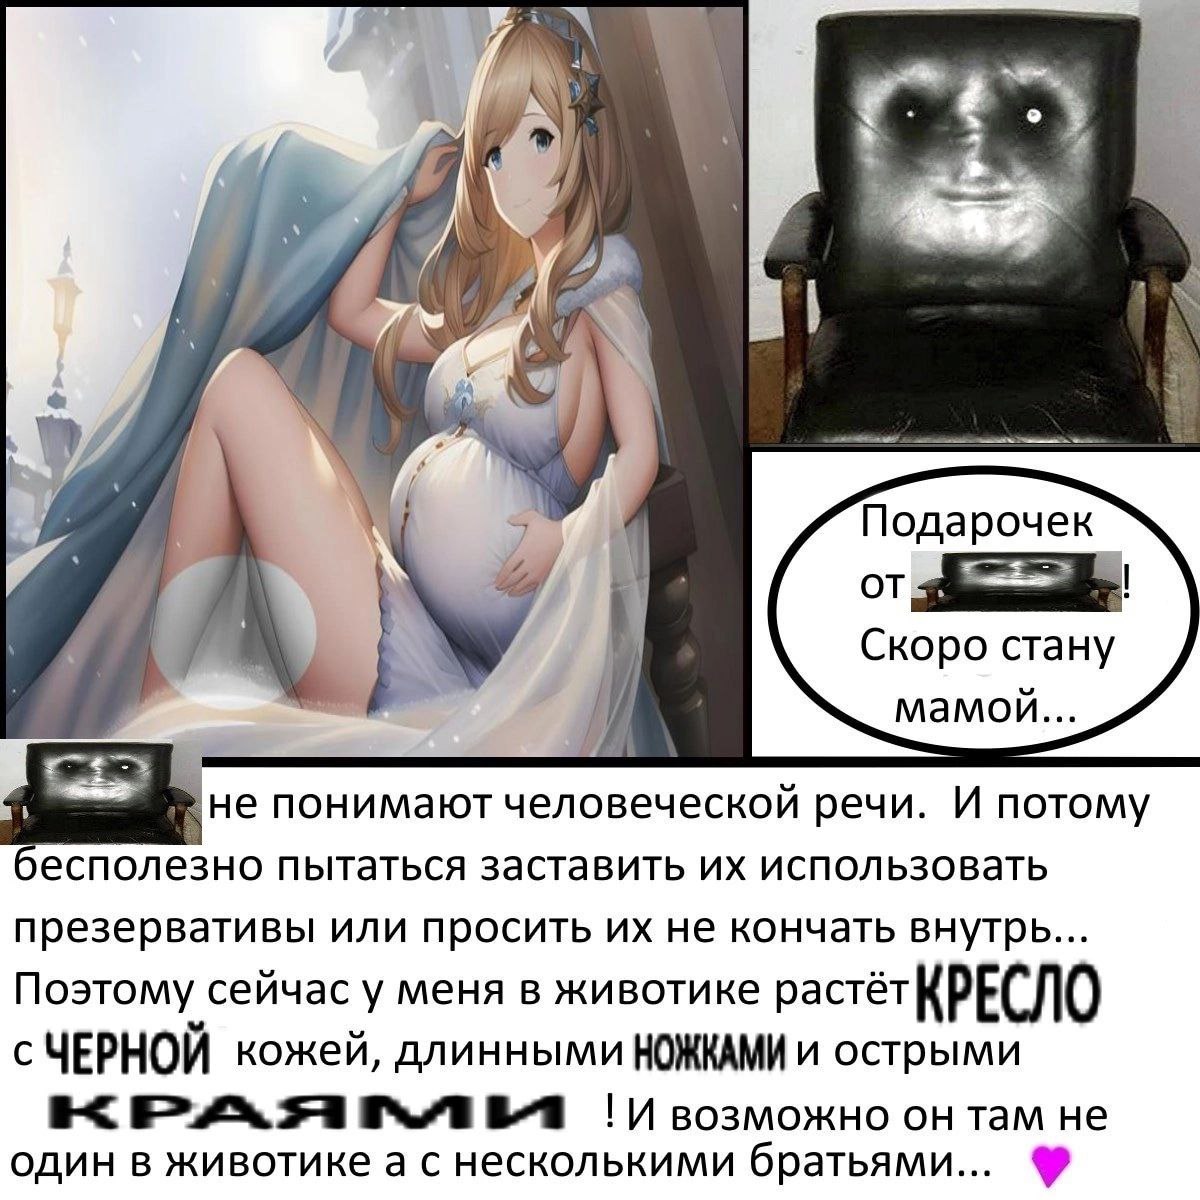 Подарочек
от !
Скоро стану
мамой...
не понимают человеческой речи. И потому
бесполезно пытаться заставить их использовать
презервативы или просить их не кончать внутрь...
Поэтому сейчас у меня в животике растёт КРЕСЛО
с ЧЕРНОЙ кожей, длинными НОЖКАМИ и острыми
КРАЯМИ ! И возможно он там не
один в животике а с несколькими братьями...